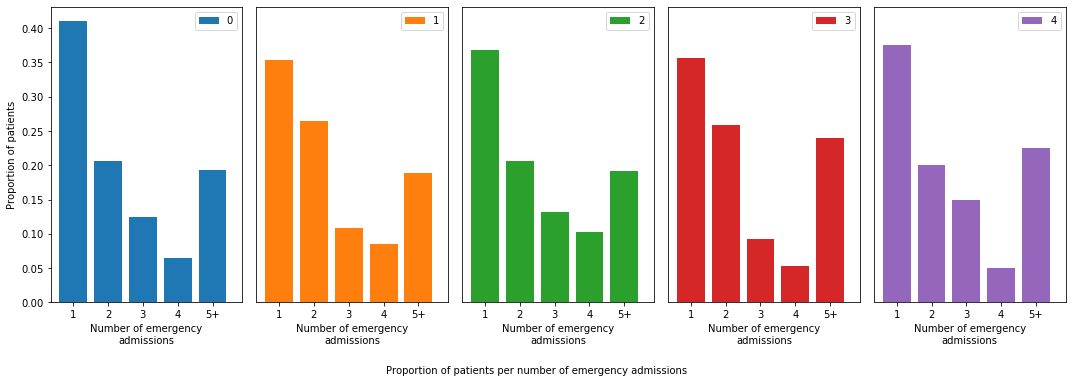 0
1
2
3
4
0.40
0.35
0.30
0.25
0.20
0.15
0.10
0.05
0.00
Proportion of patients
1 2 3 4 5+
1 2 3 4 5+
1 2 3 4 5+
1 2 3 4 5+
1 2 3 4 5+
Number of emergency
admissions
Number of emergency
admissions
Number of emergency
admissions
Number of emergency
admissions
Number of emergency
admissions
Proportion of patients per number of emergency admissions